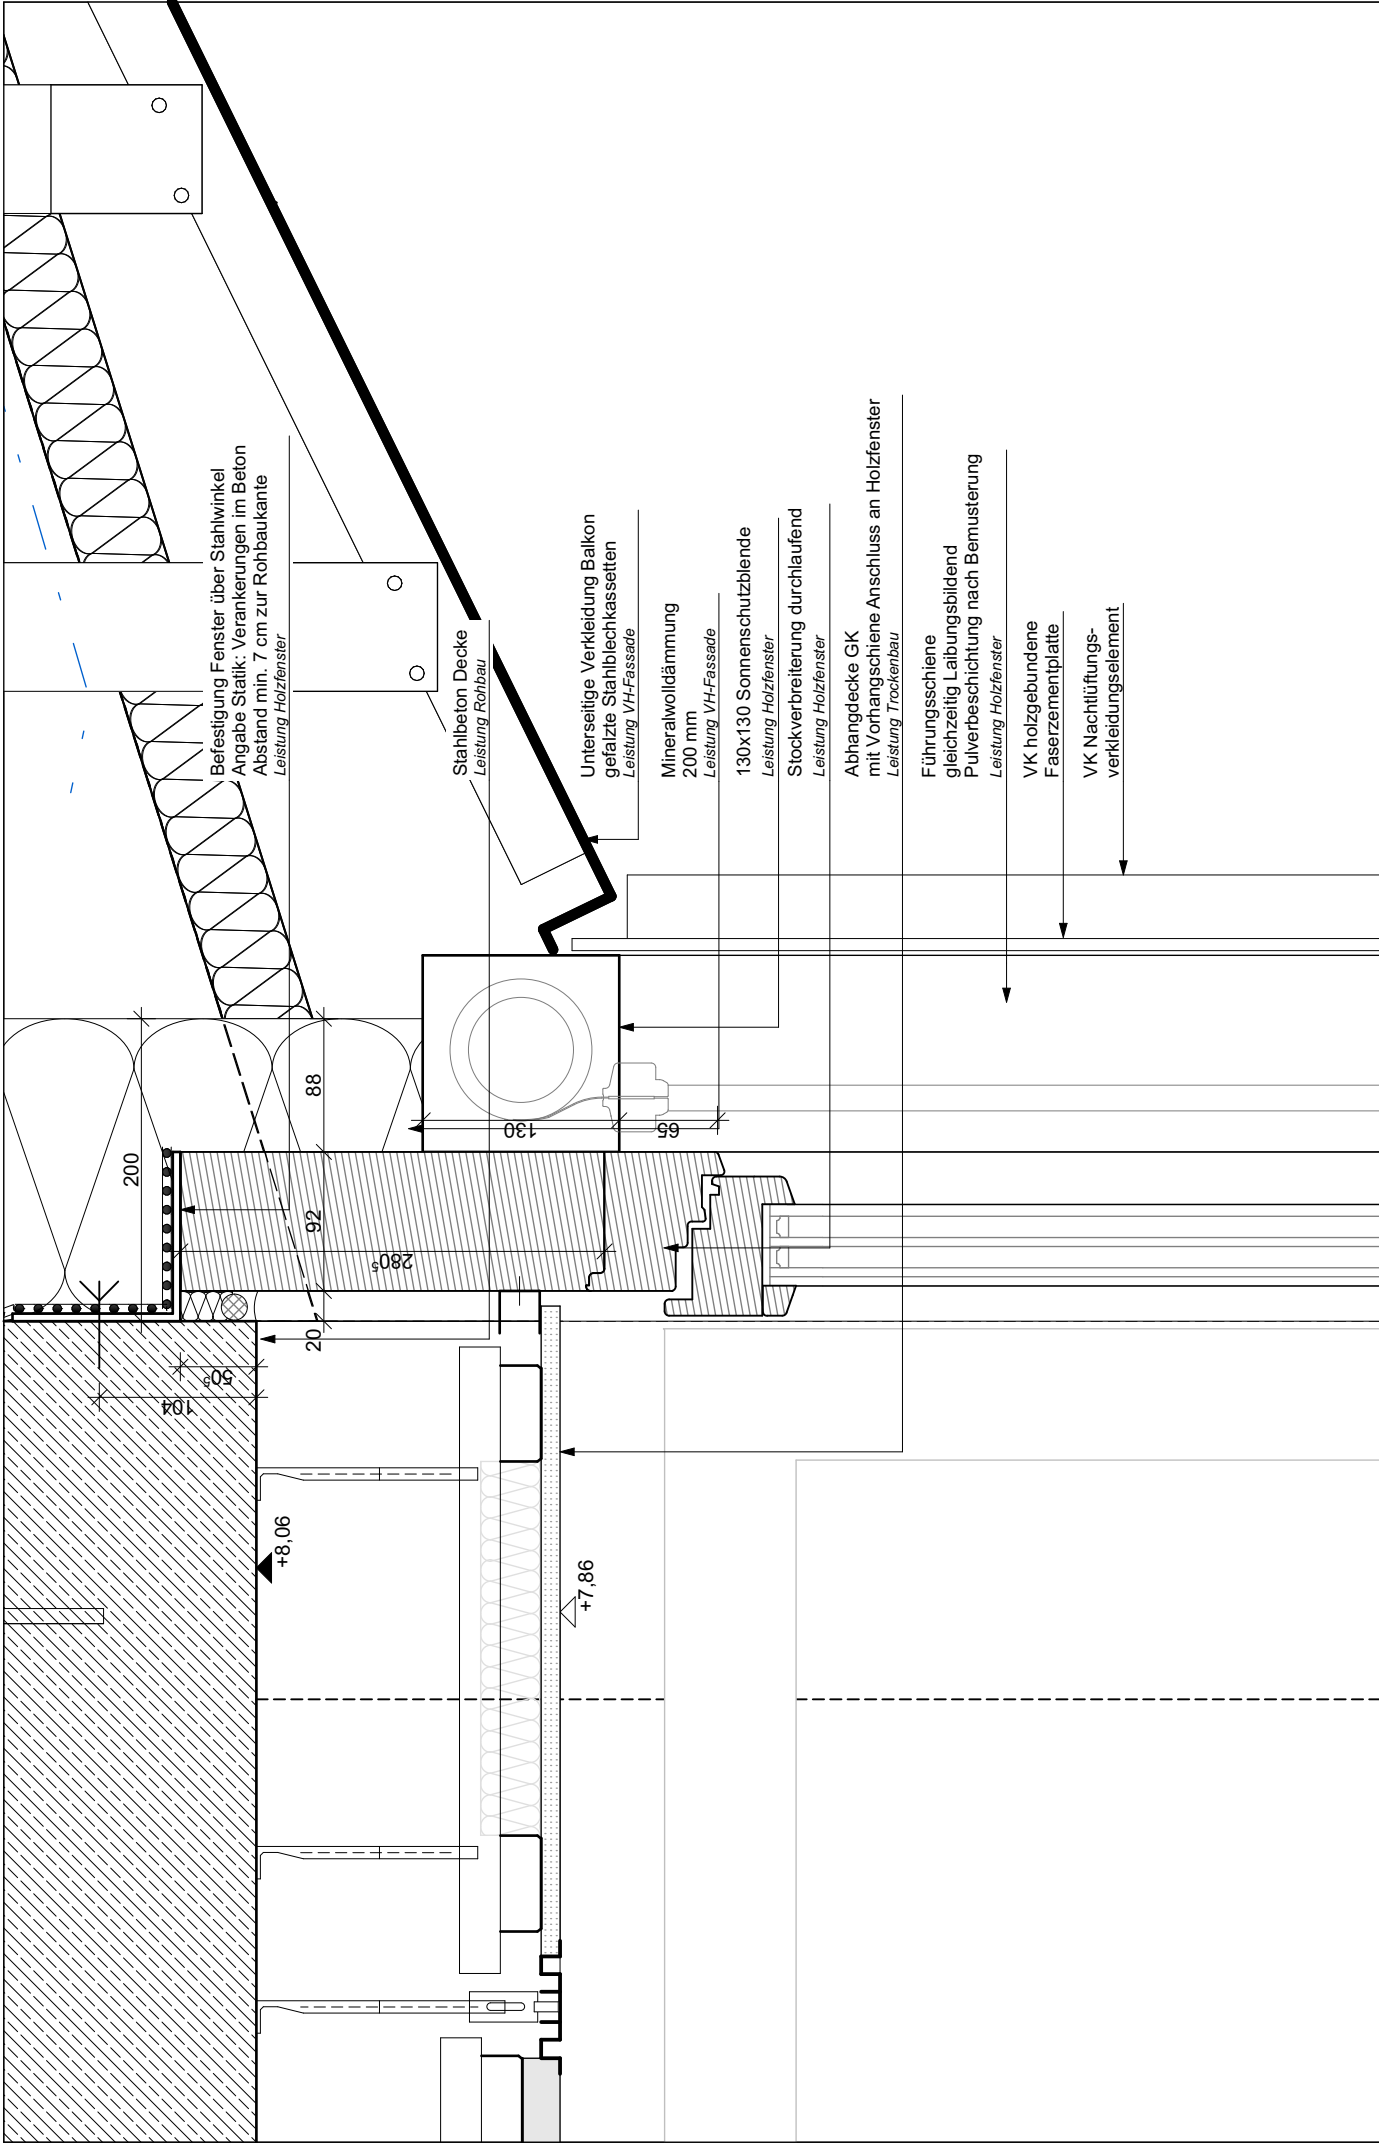 Befestigung Fenster über Stahlwinkel
Angabe Statik: Verankerungen im Beton
Abstand min. 7 cm zur Rohbaukante
Leistung Holzfenster
Stahlbeton Decke
Leistung Rohbau
Unterseitige Verkleidung Balkon
gefalzte Stahlblechkassetten
Leistung VH-Fassade
Mineralwolldämmung
200 mm
Leistung VH-Fassade
130x130 Sonnenschutzblende
Leistung Holzfenster
Stockverbreiterung durchlaufend
Leistung Holzfenster
Abhangdecke GK
mit Vorhangschiene Anschluss an Holzfenster
Leistung Trockenbau
Führungsschiene
gleichzeitig Laibungsbildend
Pulverbeschichtung nach Bemusterung
Leistung Holzfenster
VK holzgebundene
Faserzementplatte
VK Nachtlüftungs-
verkleidungselement
200
88
92
20
130
65
280⁵
50⁵
104
+8,06
+7,86